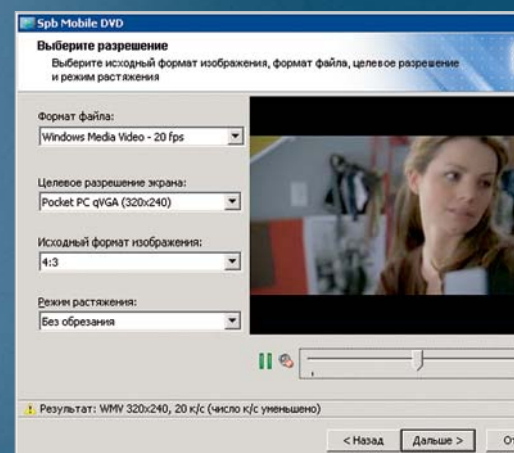 Spb Mobile DVD
Выберите разрешение
Выберите исходный формат изображения, формат файла, целевое разрешение
и режим растяжения
Формат файла:
Windows Media Video - 20 fps
Целевое разрешение экрана:
Pocket PC qVGA (320x240)
Исходный формат изображения:
4:3
Режим растяжения:
Без обрезания
Результат: WMV 320x240, 20 к/с (число к/с уменьшено)
< Назад
Дальше >